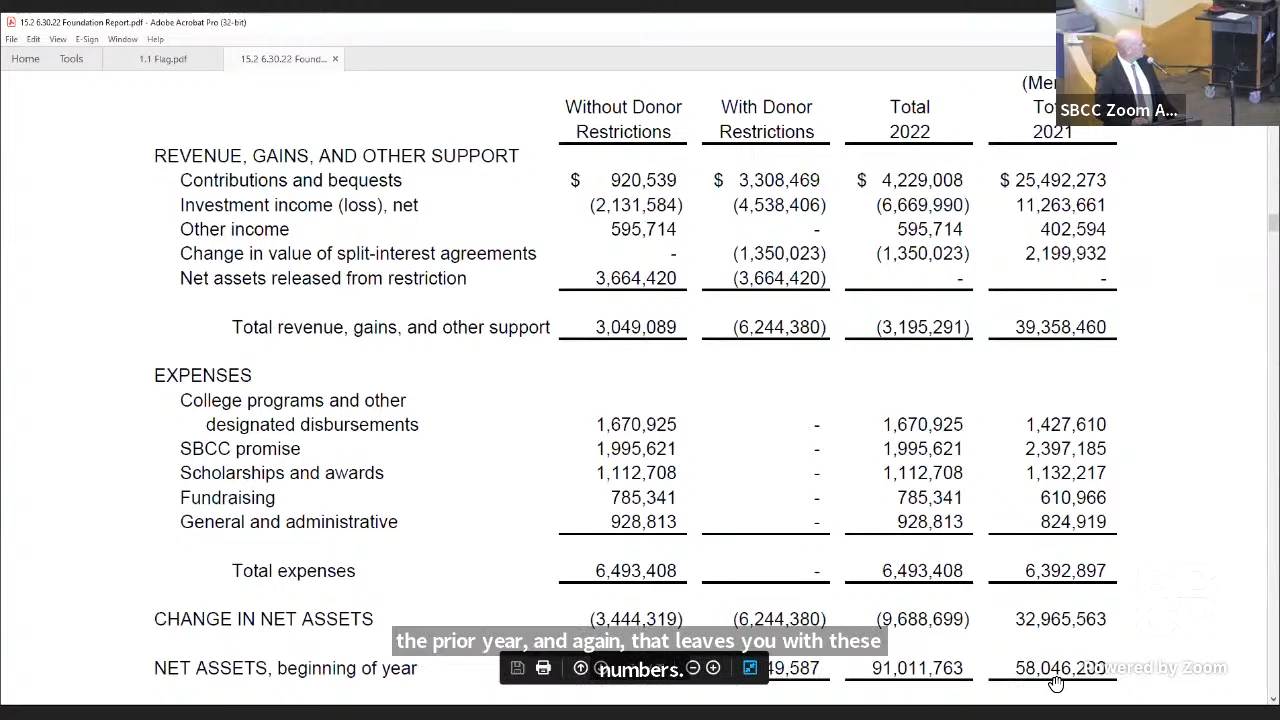 15.2 6.30.22 Foundation Report.pdf - Adobe Acrobat Pro (32-bit)
File Edit View E-Sign Window Help
Home Tools 1.1 Flag.pdf 15.2 6.30.22 Found... ×
SBCC Zoom A...
Without Donor With Donor Total
Restrictions Restrictions 2022 2021
REVENUE, GAINS, AND OTHER SUPPORT
Contributions and bequests $ 920,539 $ 3,308,469 $ 4,229,008 $ 25,492,273
Investment income (loss), net (2,131,584) (4,538,406) (6,669,990) 11,263,661
Other income 595,714 - 595,714 402,594
Change in value of split-interest agreements - (1,350,023) (1,350,023) 2,199,932
Net assets released from restriction 3,664,420 (3,664,420) - -
Total revenue, gains, and other support 3,049,089 (6,244,380) (3,195,291) 39,358,460
EXPENSES
College programs and other
designated disbursements 1,670,925 - 1,670,925 1,427,610
SBCC promise 1,995,621 - 1,995,621 2,397,185
Scholarships and awards 1,112,708 - 1,112,708 1,132,217
Fundraising 785,341 - 785,341 610,966
General and administrative 928,813 - 928,813 824,919
Total expenses 6,493,408 - 6,493,408 6,392,897
CHANGE IN NET ASSETS (3,444,319) (6,244,380) (9,688,699) 32,965,563
the prior year, and again, that leaves you with these
numbers.
NET ASSETS, beginning of year 49,587 91,011,763
Powered by Zoom